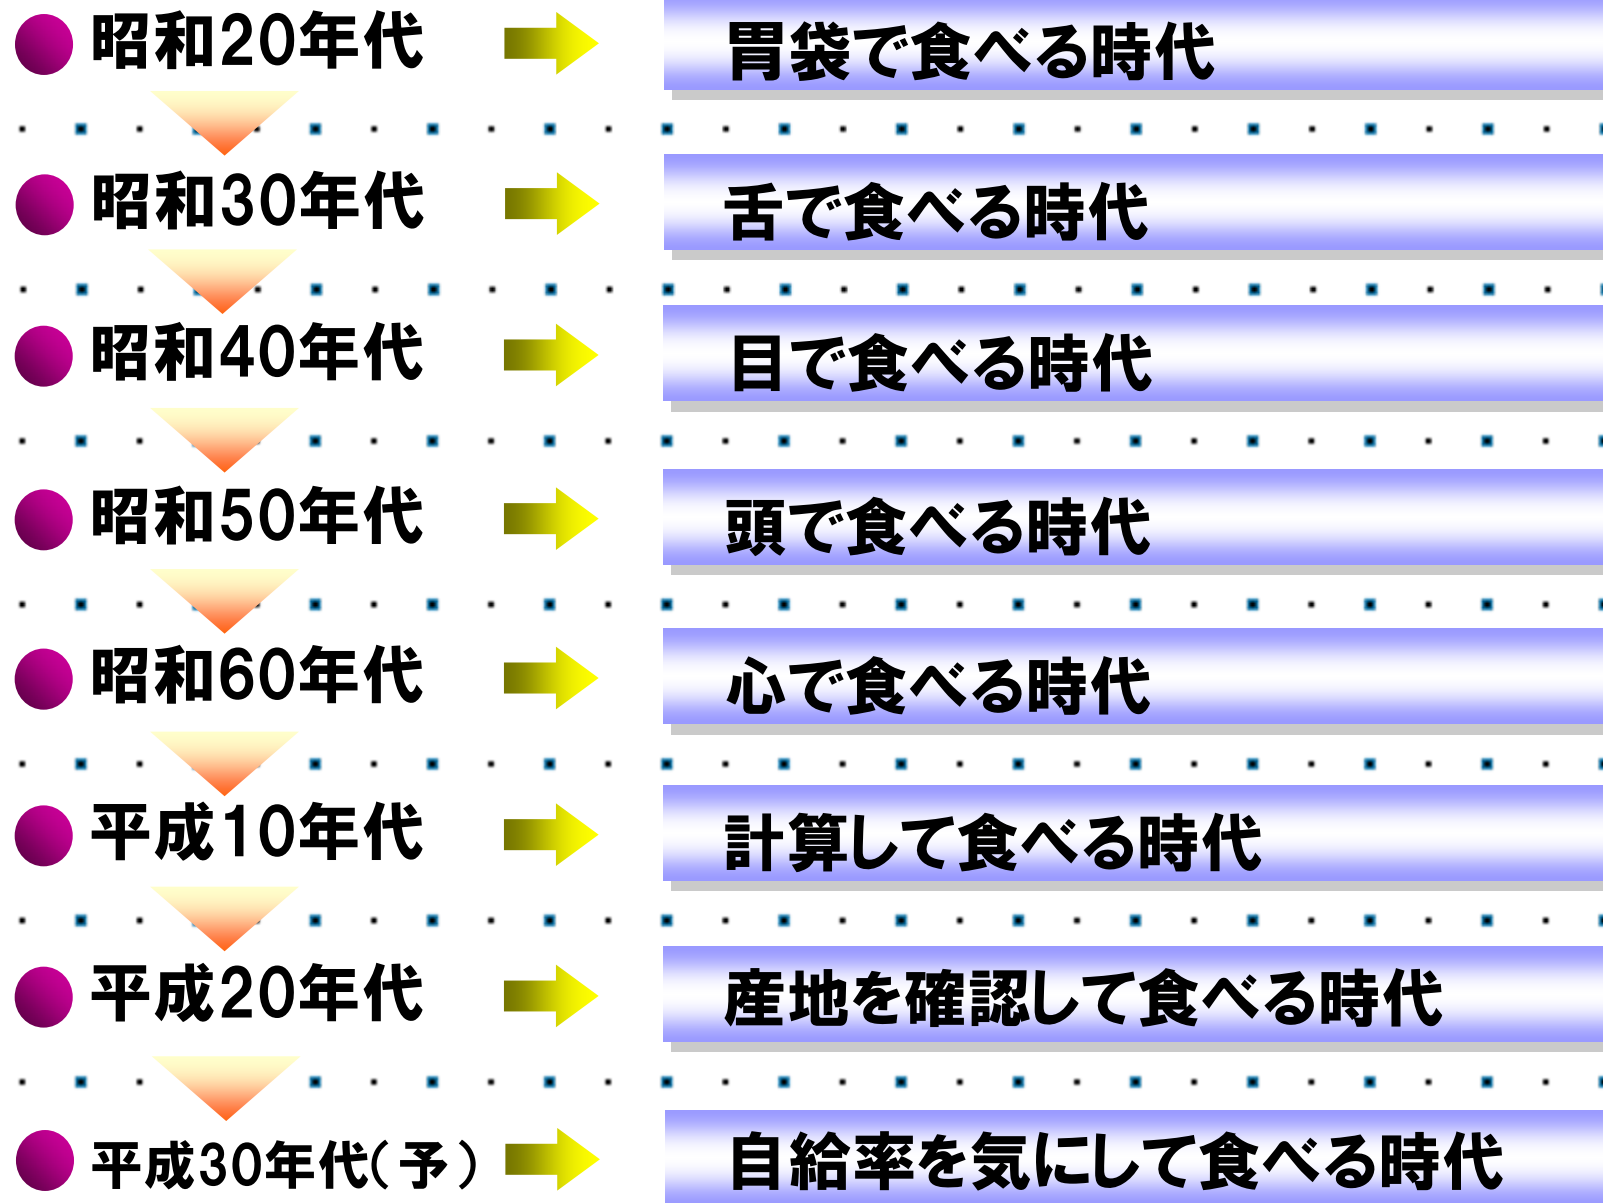 昭和20年代 胃袋で食べる時代
昭和30年代 舌で食べる時代
昭和40年代 目で食べる時代
昭和50年代 頭で食べる時代
昭和60年代 心で食べる時代
平成10年代 計算して食べる時代
平成20年代 産地を確認して食べる時代
平成30年代(予) 自給率を気にして食べる時代